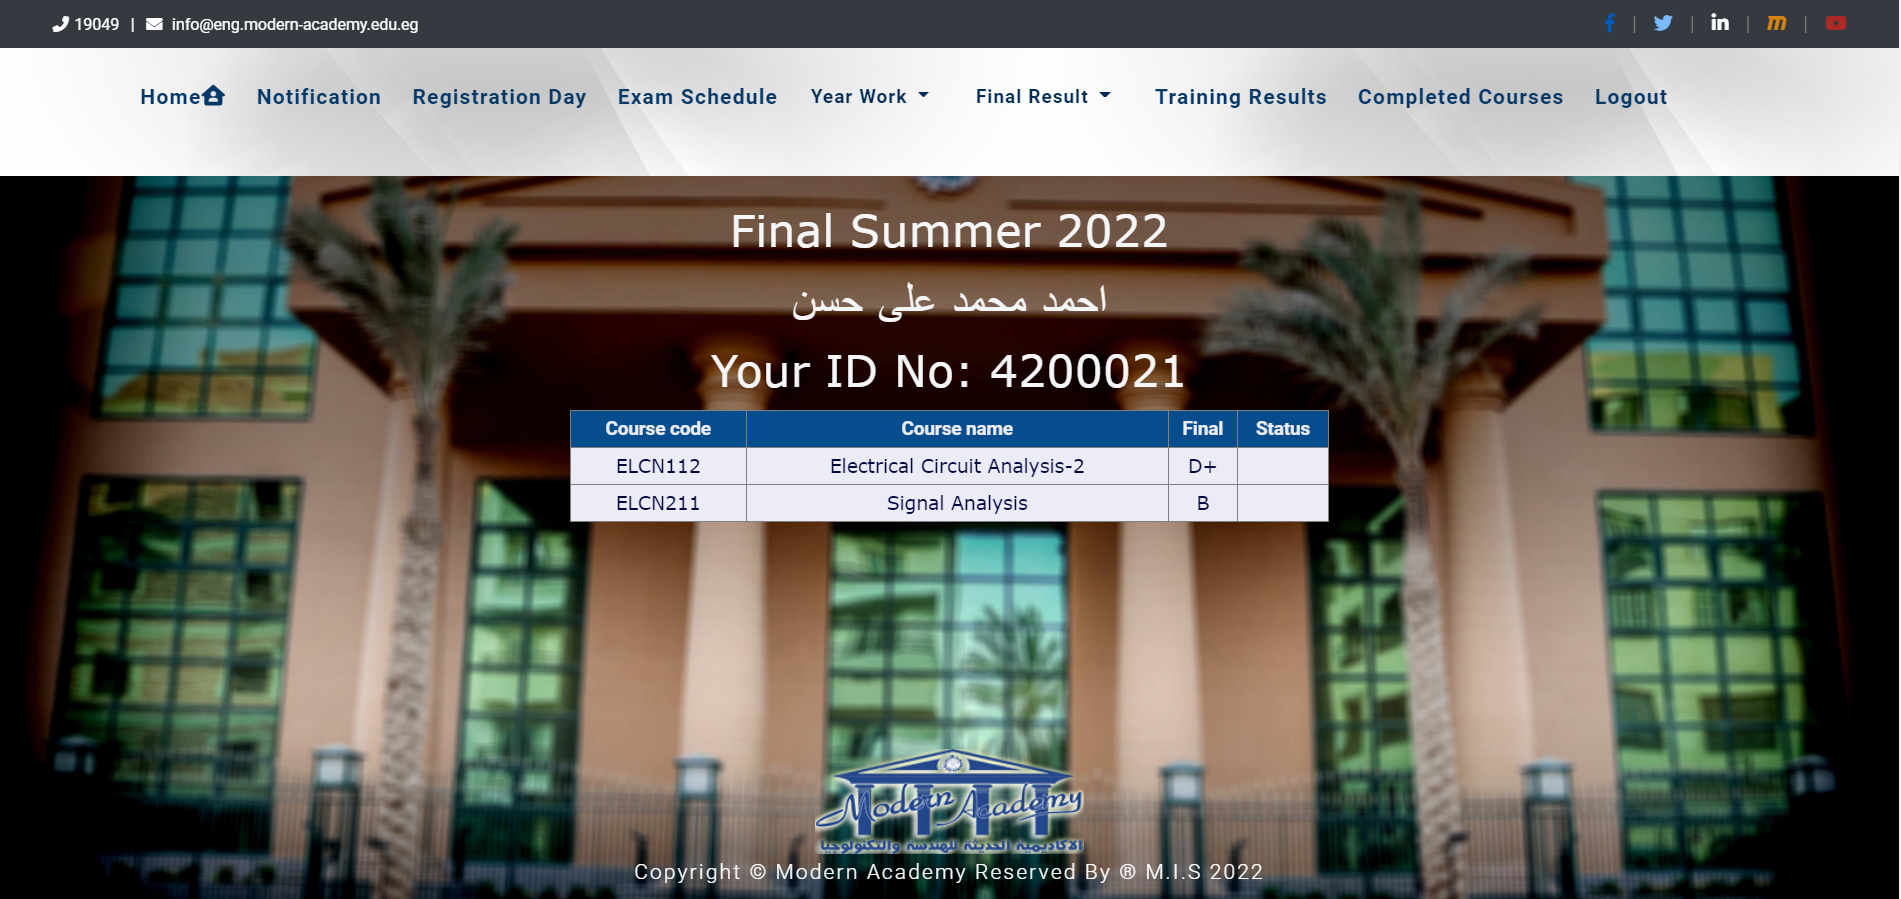 19049 | info@eng.modern-academy.edu.eg
Home Notification Registration Day Exam Schedule Year Work Final Result Training Results Completed Courses Logout
Final Summer 2022
احمد محمد على حسن
Your ID No: 4200021
Course code Course name Final Status
ELCN112 Electrical Circuit Analysis-2 D+
ELCN211 Signal Analysis B
Modern Academy
الاكاديمية الحديثة للهندسة والتكنولوجيا
Copyright © Modern Academy Reserved By ® M.I.S 2022